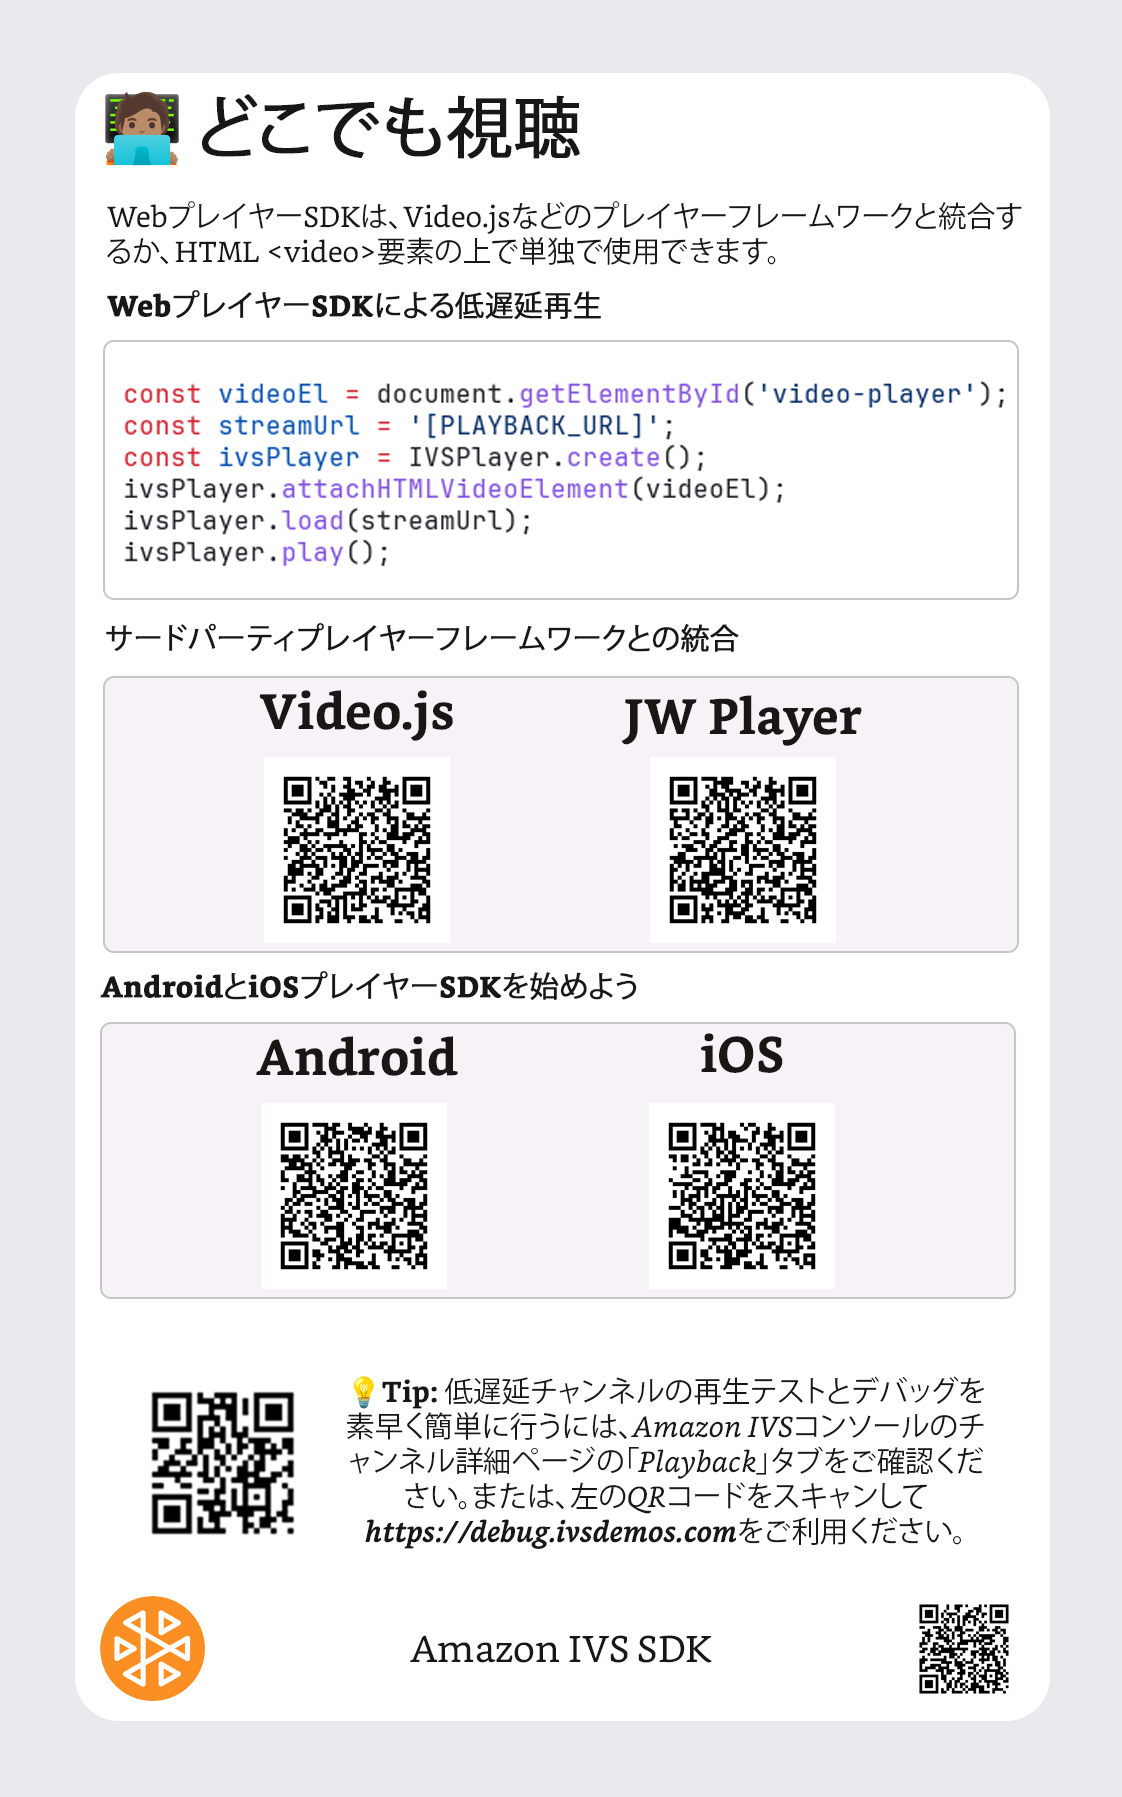 どこでも視聴
WebプレイヤーSDKは、Video.jsなどのプレイヤーフレームワークと統合す
るか、HTML <video>要素の上で単独で使用できます。
WebプレイヤーSDKによる低遅延再生
const videoEl = document.getElementById('video-player');
const streamUrl = '[PLAYBACK_URL]';
const ivsPlayer = IVSPlayer.create();
ivsPlayer.attachHTMLVideoElement(videoEl);
ivsPlayer.load(streamUrl);
ivsPlayer.play();
サードパーティプレイヤーフレームワークとの統合
Video.js
JW Player
AndroidとiOSプレイヤーSDKを始めよう
Android
iOS
💡Tip: 低遅延チャンネルの再生テストとデバッグを
素早く簡単に行うには、Amazon IVSコンソールのチ
ャンネル詳細ページの「Playback」タブをご確認くだ
さい。または、左のQRコードをスキャンして
https://debug.ivsdemos.comをご利用ください。
Amazon IVS SDK